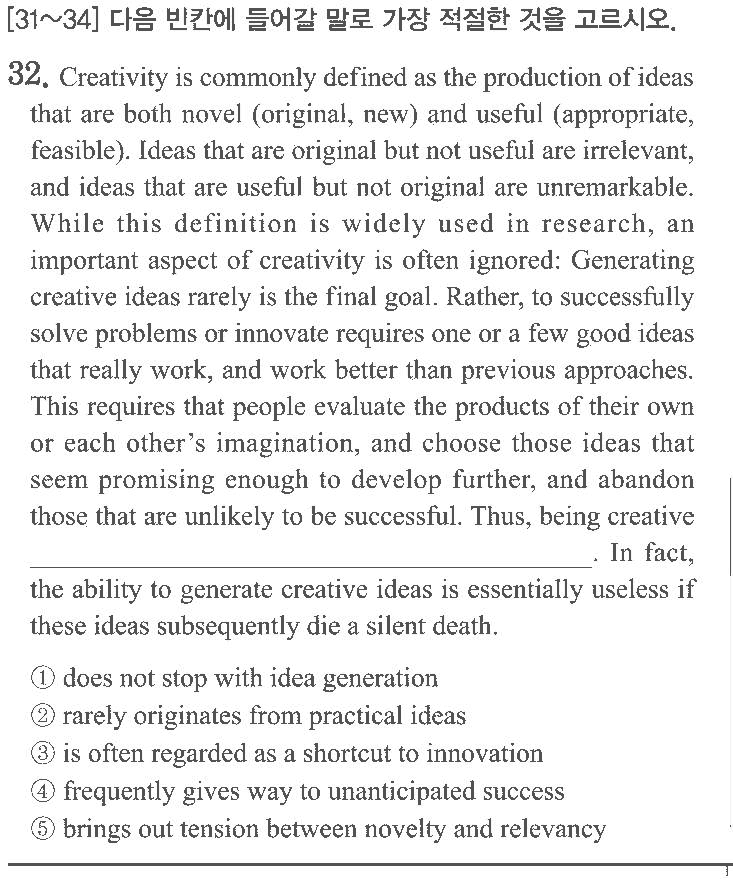 [31~34] 다음 빈칸에 들어갈 말로 가장 적절한 것을 고르시오.
32. Creativity is commonly defined as the production of ideas
that are both novel (original, new) and useful (appropriate,
feasible). Ideas that are original but not useful are irrelevant,
and ideas that are useful but not original are unremarkable.
While this definition is widely used in research, an
important aspect of creativity is often ignored: Generating
creative ideas rarely is the final goal. Rather, to successfully
solve problems or innovate requires one or a few good ideas
that really work, and work better than previous approaches.
This requires that people evaluate the products of their own
or each other's imagination, and choose those ideas that
seem promising enough to develop further, and abandon
those that are unlikely to be successful. Thus, being creative
____________________. In fact,
the ability to generate creative ideas is essentially useless if
these ideas subsequently die a silent death.
① does not stop with idea generation
② rarely originates from practical ideas
③ is often regarded as a shortcut to innovation
④ frequently gives way to unanticipated success
⑤ brings out tension between novelty and relevancy